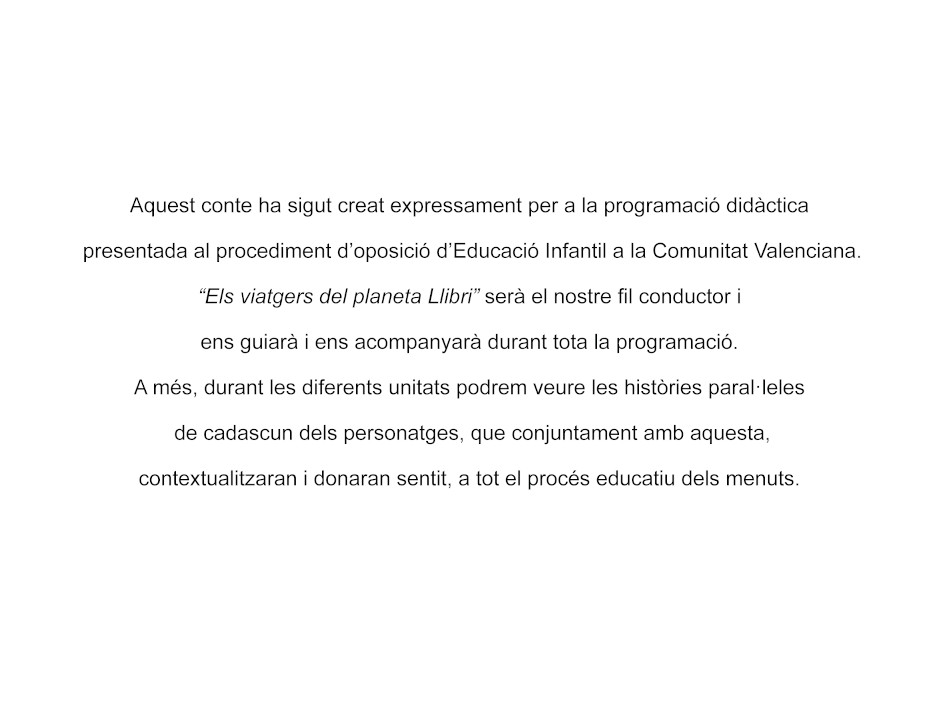 Aquest conte ha sigut creat expressament per a la programació didàctica
presentada al procediment d’oposició d’Educació Infantil a la Comunitat Valenciana.
“Els viatgers del planeta Llibri” serà el nostre fil conductor i
ens guiarà i ens acompanyarà durant tota la programació.
A més, durant les diferents unitats podrem veure les històries paral·leles
de cadascun dels personatges, que conjuntament amb aquesta,
contextualitzaran i donaran sentit, a tot el procés educatiu dels menuts.